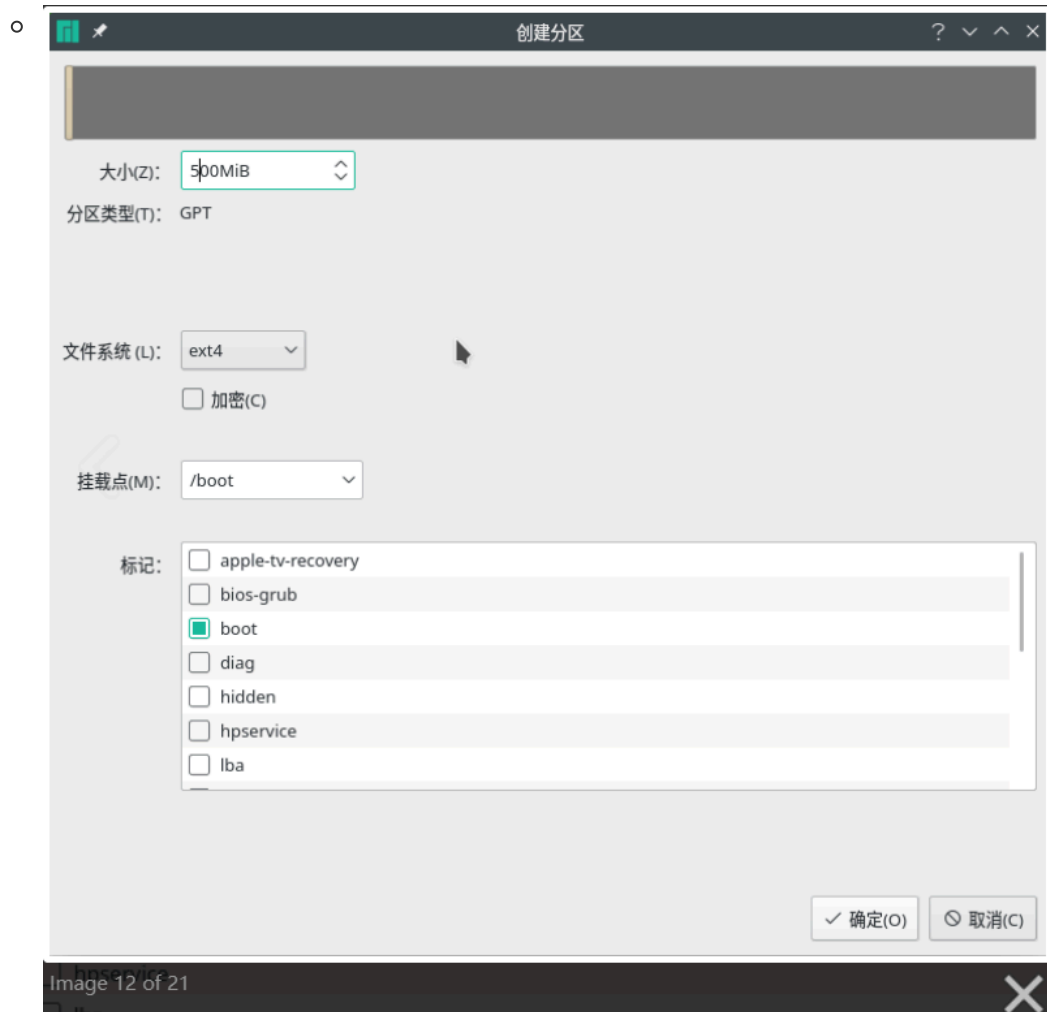 创建分区
大小(Z): 500MiB
分区类型(T): GPT
文件系统 (L): ext4
加密(C)
挂载点(M): /boot
标记: apple-tv-recovery
bios-grub
boot
diag
hidden
hpservice
lba
确定(O) 取消(C)
hpservice
Image 12 of 21